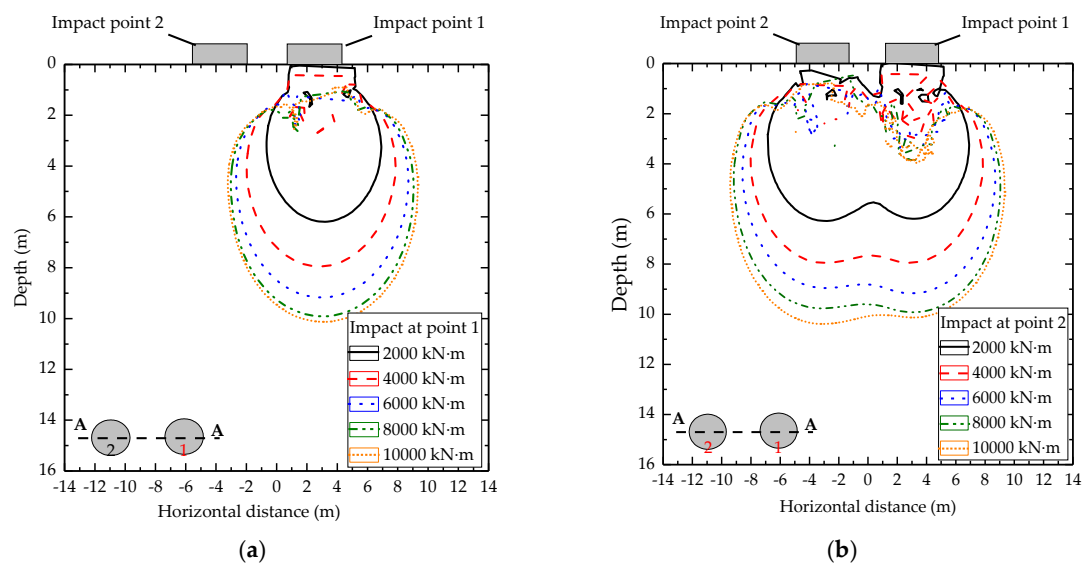 Impact point 2 Impact point 1
0
2
4
6
8
10
12
14
16
Depth (m)
Impact at point 1
2000 kN·m
4000 kN·m
6000 kN·m
8000 kN·m
10000 kN·m
A A
2 1
-14 -12 -10 -8 -6 -4 -2 0 2 4 6 8 10 12 14
Horizontal distance (m)
(a)
Impact point 2 Impact point 1
0
2
4
6
8
10
12
14
16
Depth (m)
Impact at point 2
2000 kN·m
4000 kN·m
6000 kN·m
8000 kN·m
10000 kN·m
A A
2 1
-14 -12 -10 -8 -6 -4 -2 0 2 4 6 8 10 12 14
Horizontal distance (m)
(b)